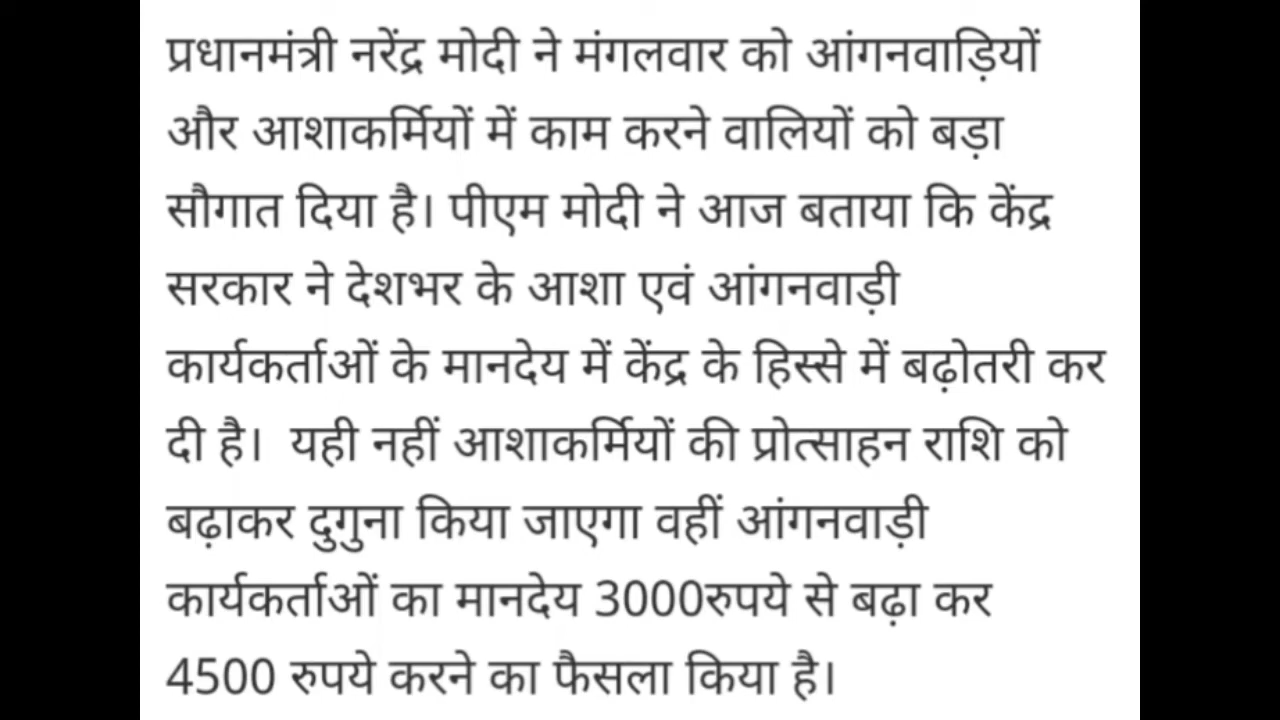 प्रधानमंत्री नरेंद्र मोदी ने मंगलवार को आंगनवाड़ियों
और आशाकर्मियों में काम करने वालियों को बड़ा
सौगात दिया है। पीएम मोदी ने आज बताया कि केंद्र
सरकार ने देशभर के आशा एवं आंगनवाड़ी
कार्यकर्ताओं के मानदेय में केंद्र के हिस्से में बढ़ोतरी कर
दी है।  यही नहीं आशाकर्मियों की प्रोत्साहन राशि को
बढ़ाकर दुगुना किया जाएगा वहीं आंगनवाड़ी
कार्यकर्ताओं का मानदेय 3000रुपये से बढ़ा कर
4500 रुपये करने का फैसला किया है।